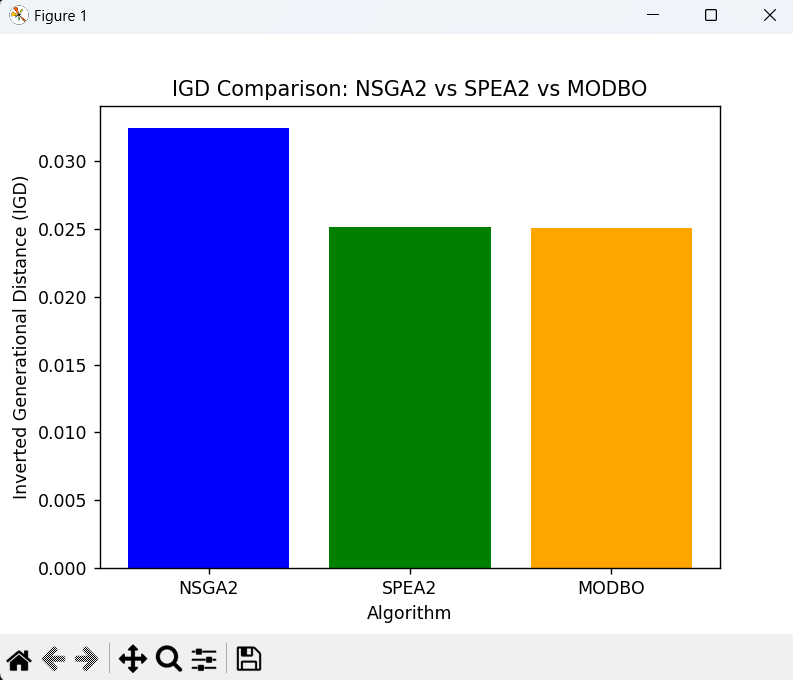 Figure 1
IGD Comparison: NSGA2 vs SPEA2 vs MODBO
Inverted Generational Distance (IGD)
0.030
0.025
0.020
0.015
0.010
0.005
0.000
NSGA2 SPEA2 MODBO
Algorithm